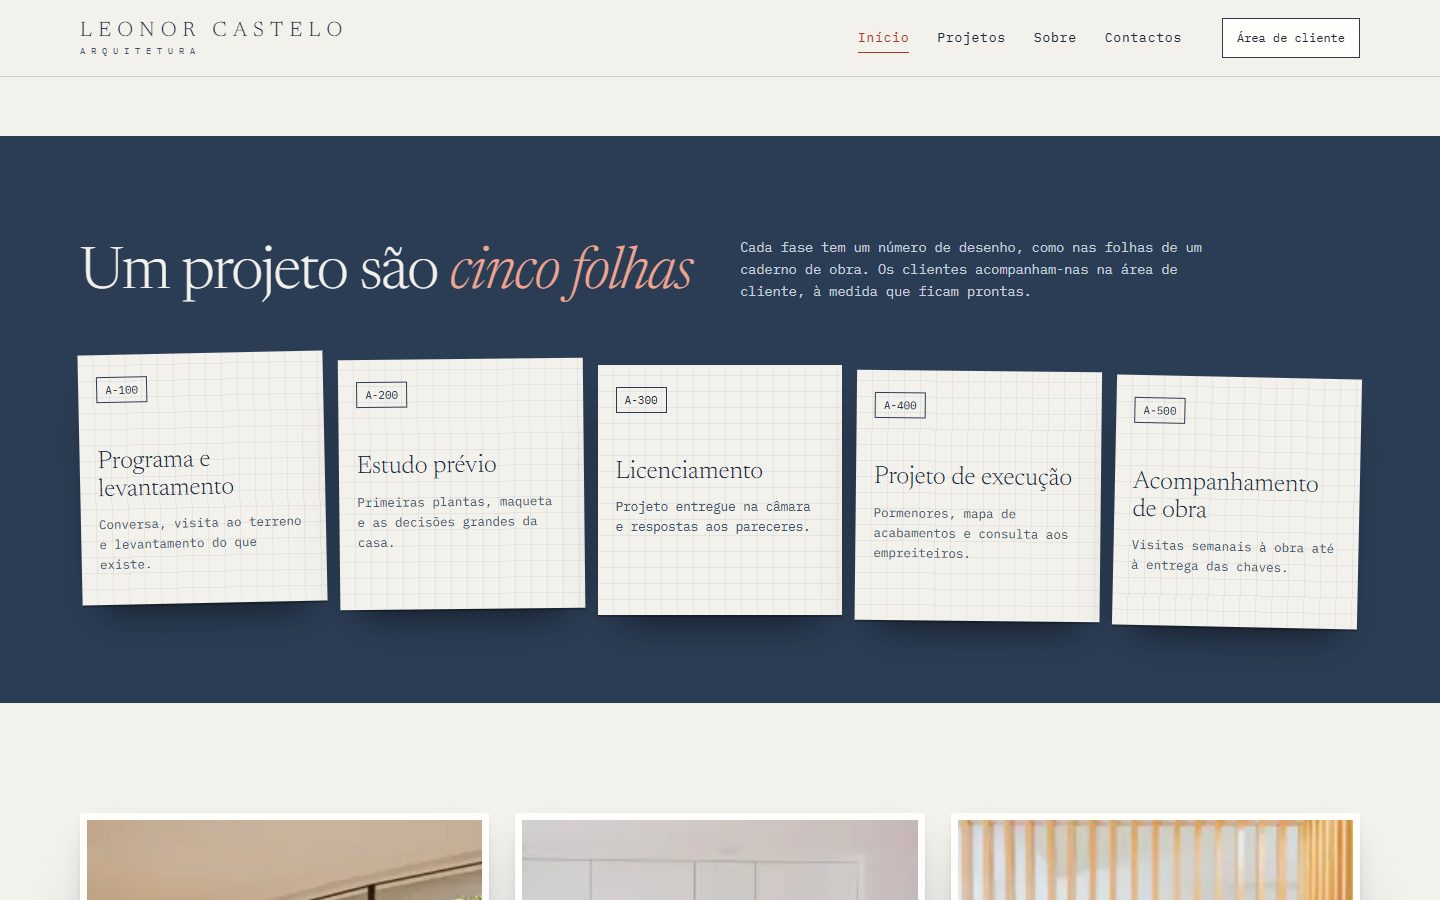 LEONOR CASTELO
ARQUITETURA
Início
Projetos
Sobre
Contactos
Área de cliente
Um projeto são cinco folhas
Cada fase tem um número de desenho, como nas folhas de um
caderno de obra. Os clientes acompanham-nas na área de
cliente, à medida que ficam prontas.
A-100
Programa e
levantamento
Conversa, visita ao terreno
e levantamento do que
existe.
A-200
Estudo prévio
Primeiras plantas, maqueta
e as decisões grandes da
casa.
A-300
Licenciamento
Projeto entregue na câmara
e respostas aos pareceres.
A-400
Projeto de execução
Pormenores, mapa de
acabamentos e consulta aos
empreiteiros.
A-500
Acompanhamento
de obra
Visitas semanais à obra até
à entrega das chaves.